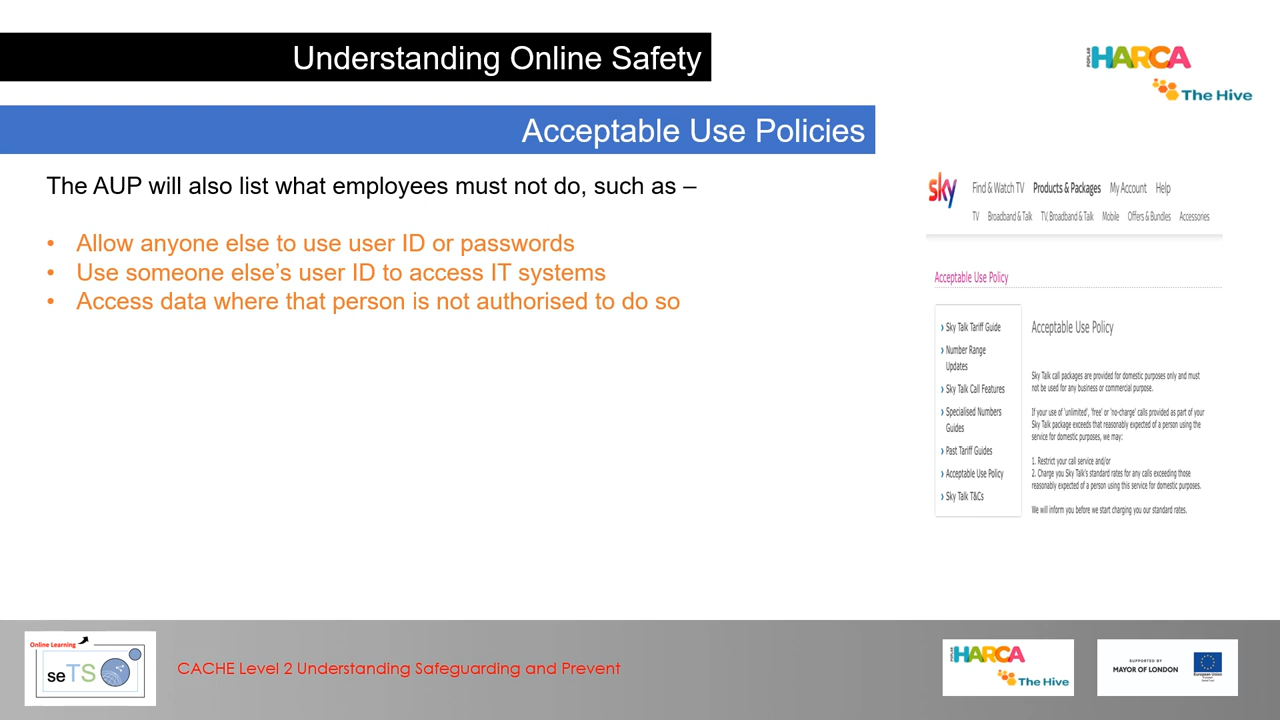 Understanding Online Safety
POPLAR HARCA
The Hive
Acceptable Use Policies
The AUP will also list what employees must not do, such as –
• Allow anyone else to use user ID or passwords
• Use someone else’s user ID to access IT systems
• Access data where that person is not authorised to do so
sky
Find & Watch TV Products & Packages My Account Help
TV Broadband & Talk TV, Broadband & Talk Mobile Offers & Bundles Accessories
Acceptable Use Policy
› Sky Talk Tariff Guide
› Number Range
Updates
› Sky Talk Call Features
› Specialised Numbers
Guides
› Past Tariff Guides
› Acceptable Use Policy
› Sky Talk T&Cs
Acceptable Use Policy
Sky Talk call packages are provided for domestic purposes only and must
not be used for any business or commercial purpose.
If your use of 'unlimited', 'free' or 'no-charge' calls provided as part of your
Sky Talk package exceeds that reasonably expected of a person using the
service for domestic purposes, we may:
1. Restrict your call service and/or
2. Charge you Sky Talk's standard rates for any calls exceeding those
reasonably expected of a person using this service for domestic purposes.
We will inform you before we start charging you our standard rates.
Online Learning
seTS
CACHE Level 2 Understanding Safeguarding and Prevent
POPLAR HARCA
The Hive
SUPPORTED BY
MAYOR OF LONDON
European Union